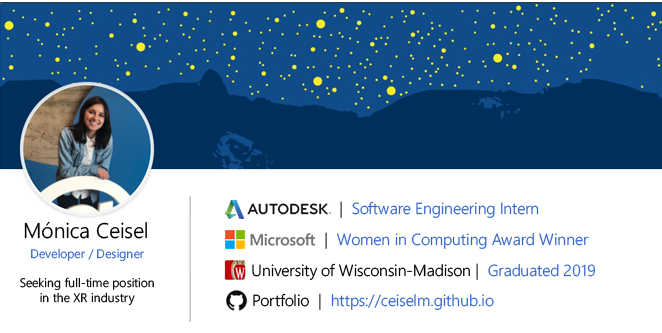 Mónica Ceisel
Developer / Designer
Seeking full-time position
in the XR industry
AUTODESK. | Software Engineering Intern
Microsoft | Women in Computing Award Winner
W University of Wisconsin-Madison | Graduated 2019
Portfolio | https://ceiselm.github.io